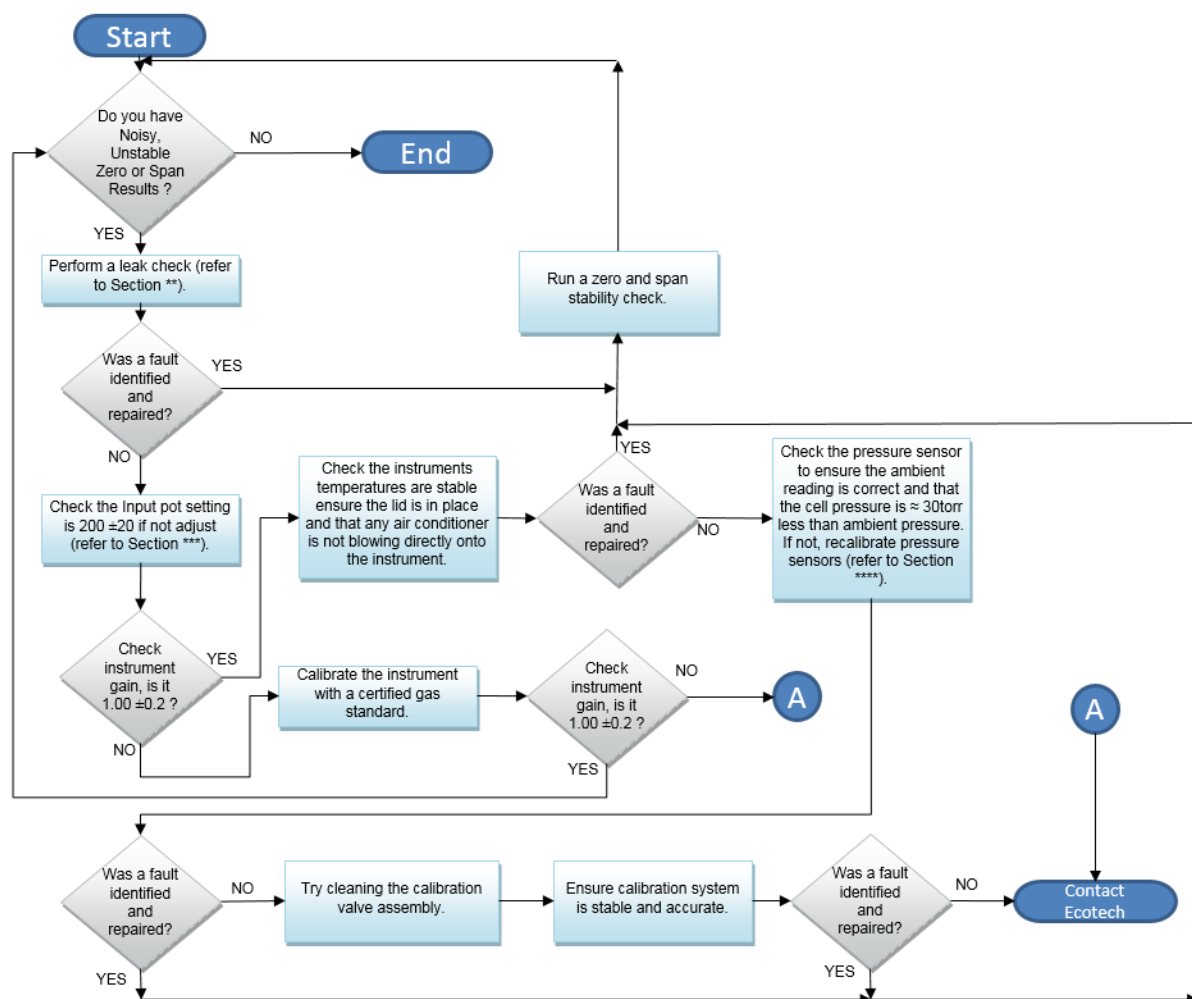 Start
Do you have
Noisy,
Unstable
Zero or Span
Results ?
NO
End
YES
Perform a leak check (refer
to Section **).
Run a zero and span
stability check.
Was a fault
identified
and
repaired?
YES
NO
Check the Input pot setting
is 200 ±20 if not adjust
(refer to Section ***).
Check the instruments
temperatures are stable
ensure the lid is in place
and that any air conditioner
is not blowing directly onto
the instrument.
YES
Was a fault
identified
and
repaired?
NO
Check the pressure sensor
to ensure the ambient
reading is correct and that
the cell pressure is ≈ 30torr
less than ambient pressure.
If not, recalibrate pressure
sensors (refer to Section
****).
Check
instrument
gain, is it
1.00 ±0.2 ?
YES
NO
Calibrate the instrument
with a certified gas
standard.
Check
instrument
gain, is it
1.00 ±0.2 ?
NO
YES
A
A
Was a fault
identified
and
repaired?
NO
YES
Try cleaning the calibration
valve assembly.
Ensure calibration system
is stable and accurate.
Was a fault
identified
and
repaired?
NO
YES
Contact
Ecotech